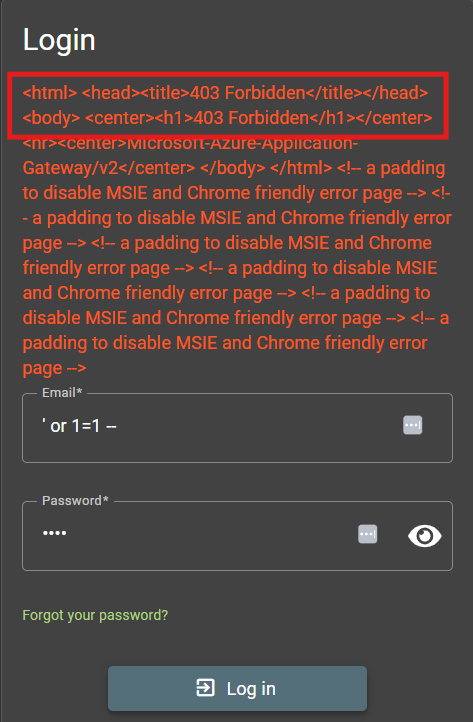 Login
<html> <head><title>403 Forbidden</title></head>
<body> <center><h1>403 Forbidden</h1></center>
<hr><center>Microsoft-Azure-Application-
Gateway/v2</center> </body> </html> <!-- a padding
to disable MSIE and Chrome friendly error page --> <!-
- a padding to disable MSIE and Chrome friendly error
page --> <!-- a padding to disable MSIE and Chrome
friendly error page --> <!-- a padding to disable MSIE
and Chrome friendly error page --> <!-- a padding to
disable MSIE and Chrome friendly error page --> <!-- a
padding to disable MSIE and Chrome friendly error
page -->
Email*
' or 1=1 --
Password*
••••
Forgot your password?
Log in